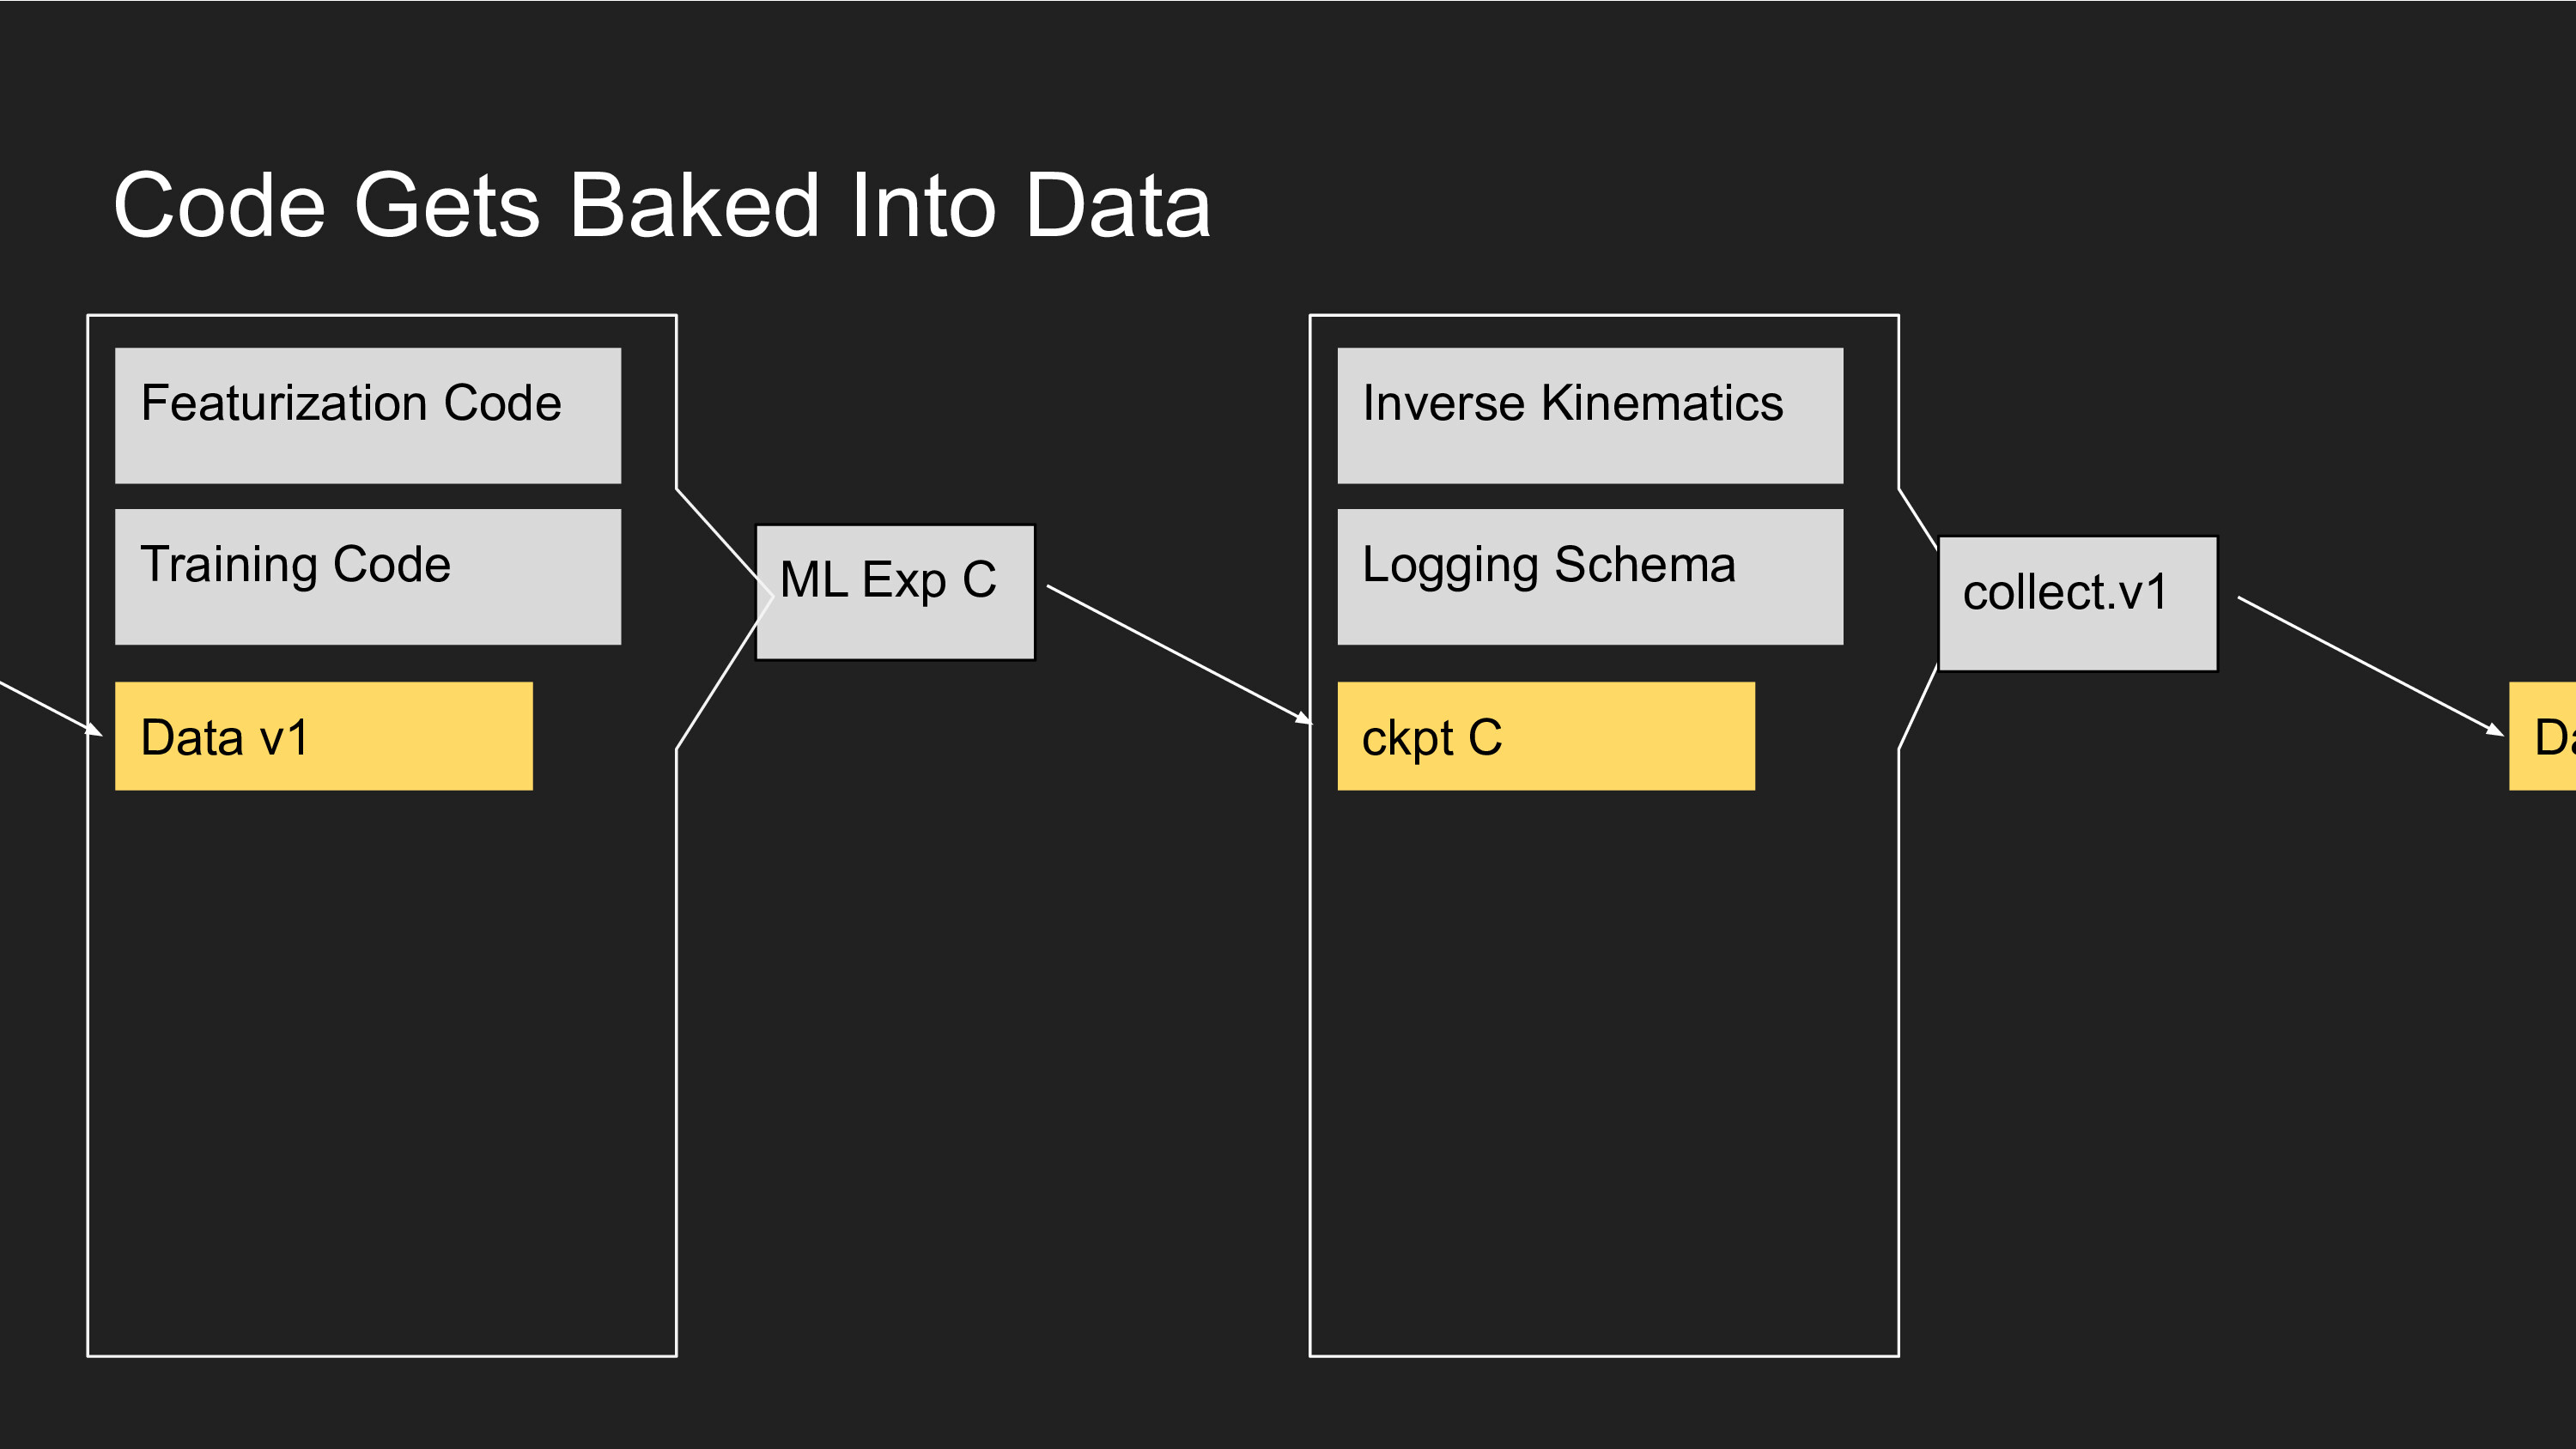 Code Gets Baked Into Data
Featurization Code
Training Code
Data v1
ML Exp C
Inverse Kinematics
Logging Schema
ckpt C
collect.v1